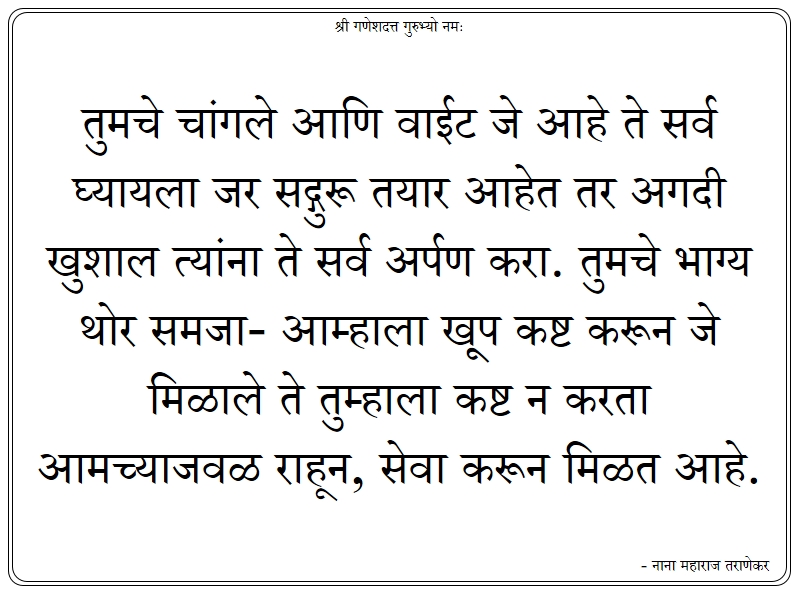 श्री गणेशदत्त गुरुभ्यो नमः
तुमचे चांगले आणि वाईट जे आहे ते सर्व
घ्यायला जर सद्गुरू तयार आहेत तर अगदी
खुशाल त्यांना ते सर्व अर्पण करा. तुमचे भाग्य
थोर समजा- आम्हाला खूप कष्ट करून जे
मिळाले ते तुम्हाला कष्ट न करता
आमच्याजवळ राहून, सेवा करून मिळत आहे.
- नाना महाराज तराणेकर